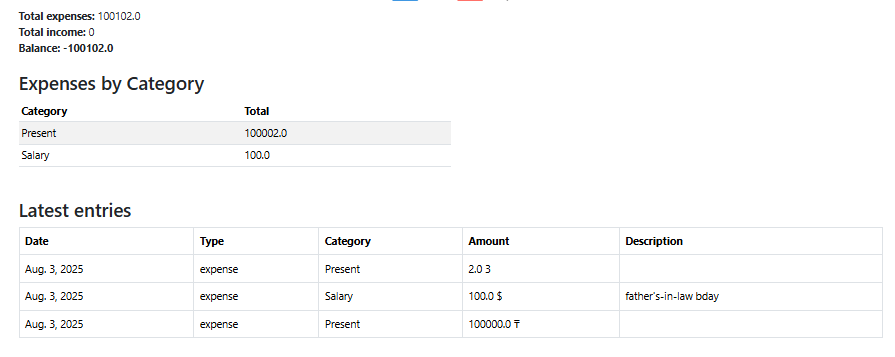 Total expenses: 100102.0
Total income: 0
Balance: -100102.0
Expenses by Category
Category Total
Present 100002.0
Salary 100.0
Latest entries
Date Type Category Amount Description
Aug. 3, 2025 expense Present 2.0 3
Aug. 3, 2025 expense Salary 100.0 $ father's-in-law bday
Aug. 3, 2025 expense Present 100000.0 ₸